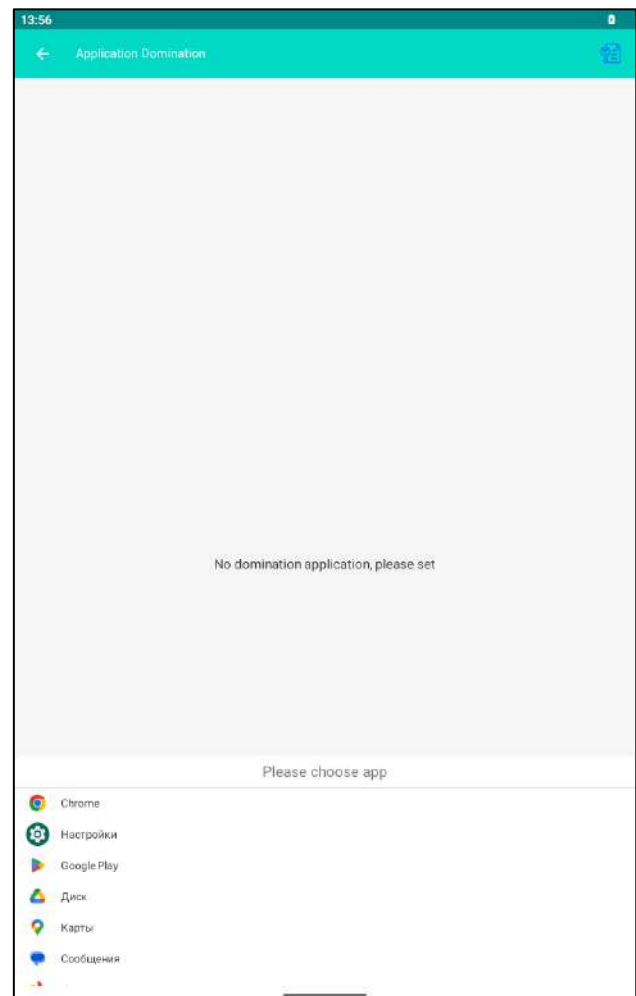 13:56
Application Domination
No domination application, please set
Please choose app
Chrome
Настройки
Google Play
Диск
Карты
Сообщения